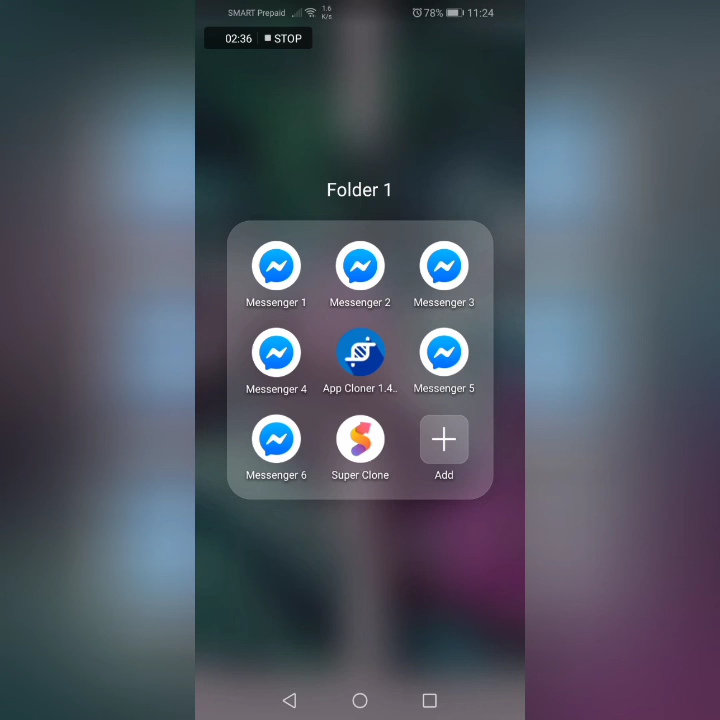 SMART Prepaid 1.6 K/s 78% 11:24
02:36 STOP
Folder 1
Messenger 1 Messenger 2 Messenger 3
Messenger 4 App Cloner 1.4.. Messenger 5
Messenger 6 Super Clone Add